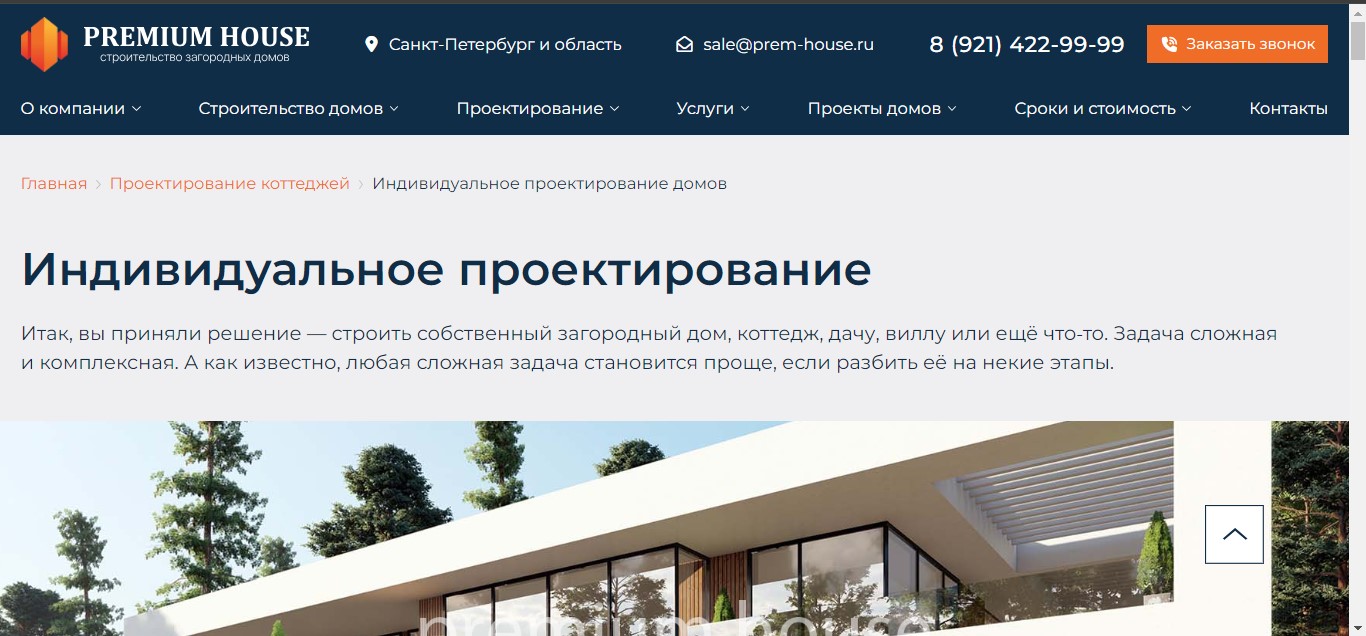 PREMIUM HOUSE
строительство загородных домов
Санкт-Петербург и область
sale@prem-house.ru
8 (921) 422-99-99
Заказать звонок
О компании
Строительство домов
Проектирование
Услуги
Проекты домов
Сроки и стоимость
Контакты
Главная
Проектирование коттеджей
Индивидуальное проектирование домов
Индивидуальное проектирование
Итак, вы приняли решение — строить собственный загородный дом, коттедж, дачу, виллу или ещё что-то. Задача сложная
и комплексная. А как известно, любая сложная задача становится проще, если разбить её на некие этапы.
premium house